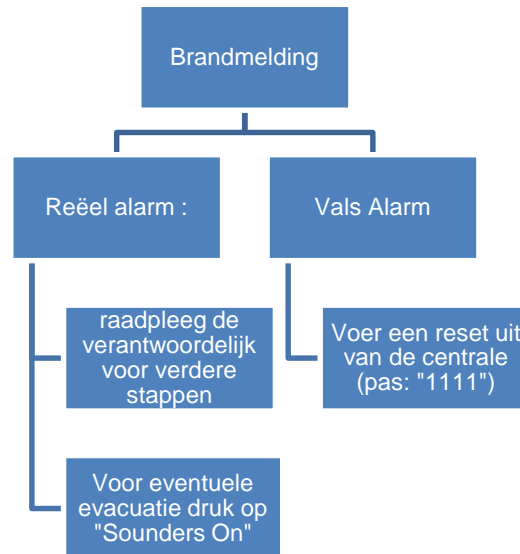 Brandmelding
Reëel alarm :
Vals Alarm
raadpleeg de
verantwoordelijk
voor verdere
stappen
Voer een reset uit
van de centrale
(pas: "1111")
Voor eventuele
evacuatie druk op
"Sounders On"